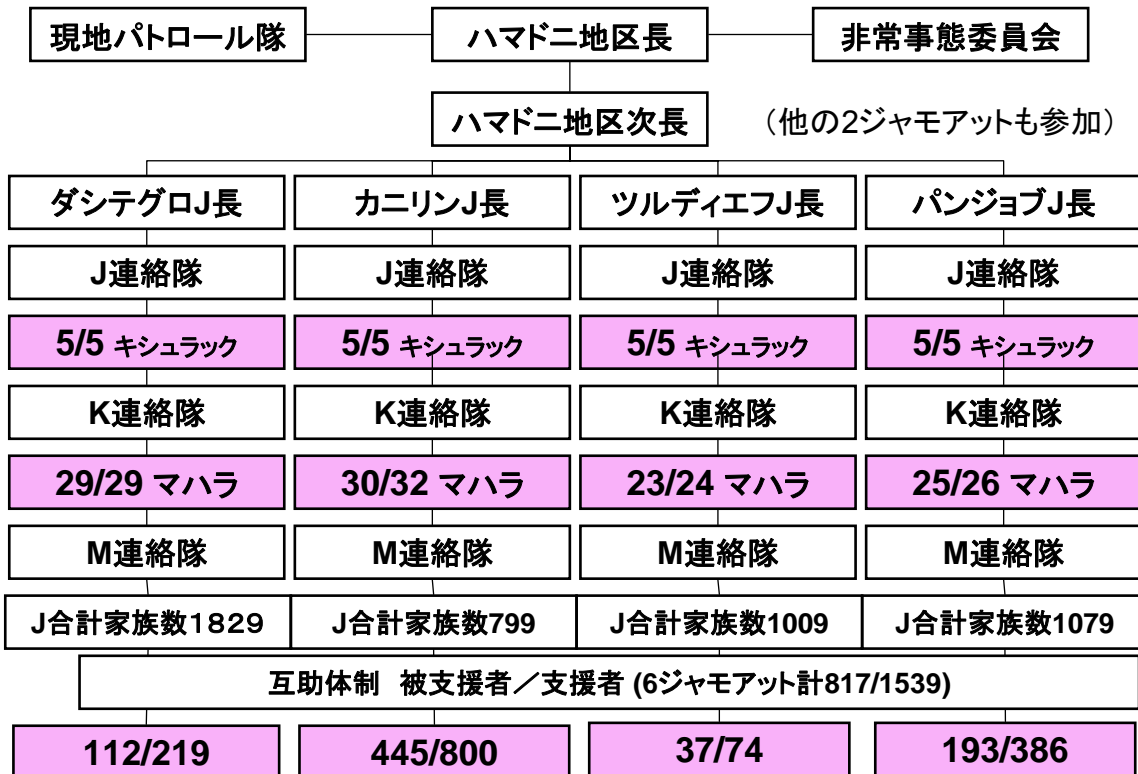 現地パトロール隊 ハマドニ地区長 非常事態委員会
ハマドニ地区次長 （他の2ジャモアットも参加）
ダシテグロJ長 カニリンJ長 ツルディエフJ長 パンジョブJ長
J連絡隊 J連絡隊 J連絡隊 J連絡隊
5/5 キシュラック 5/5 キシュラック 5/5 キシュラック 5/5 キシュラック
K連絡隊 K連絡隊 K連絡隊 K連絡隊
29/29 マハラ 30/32 マハラ 23/24 マハラ 25/26 マハラ
M連絡隊 M連絡隊 M連絡隊 M連絡隊
J合計家族数１８２９ J合計家族数799 J合計家族数1009 J合計家族数1079
互助体制 被支援者／支援者 (6ジャモアット計817/1539)
112/219 445/800 37/74 193/386